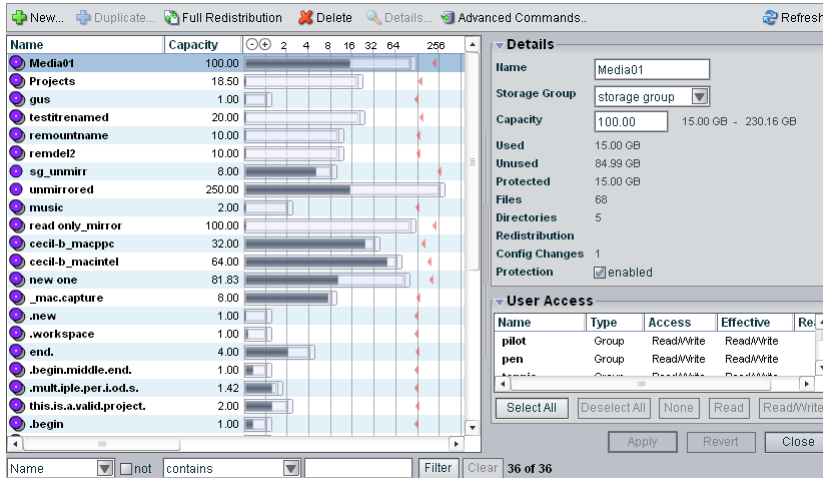 New... Duplicate... Full Redistribution Delete Details... Advanced Commands.. Refresh
Name Capacity 2 4 8 16 32 64 256
Media01 100.00
Projects 18.50
gus 1.00
testitrenamed 20.00
remountname 10.00
remdel2 10.00
sg_unmirr 8.00
unmirrored 250.00
music 2.00
read only_mirror 100.00
cecil-b_macppc 32.00
cecil-b_macintel 64.00
new one 81.83
_mac.capture 8.00
.new 1.00
.workspace 1.00
end. 4.00
.begin.middle.end. 1.00
.mult.iple.per.i.od.s. 1.42
this.is.a.valid.project. 2.00
.begin 1.00
Name not contains Filter Clear 36 of 36
Details
Name Media01
Storage Group storage group
Capacity 100.00 15.00 GB - 230.16 GB
Used 15.00 GB
Unused 84.99 GB
Protected 15.00 GB
Files 68
Directories 5
Redistribution
Config Changes 1
Protection enabled
User Access
Name Type Access Effective
pilot Group Read/Write Read/Write
pen Group Read/Write Read/Write
Group Read/Write Read/Write
Select All Deselect All None Read Read/Write
Apply Revert Close